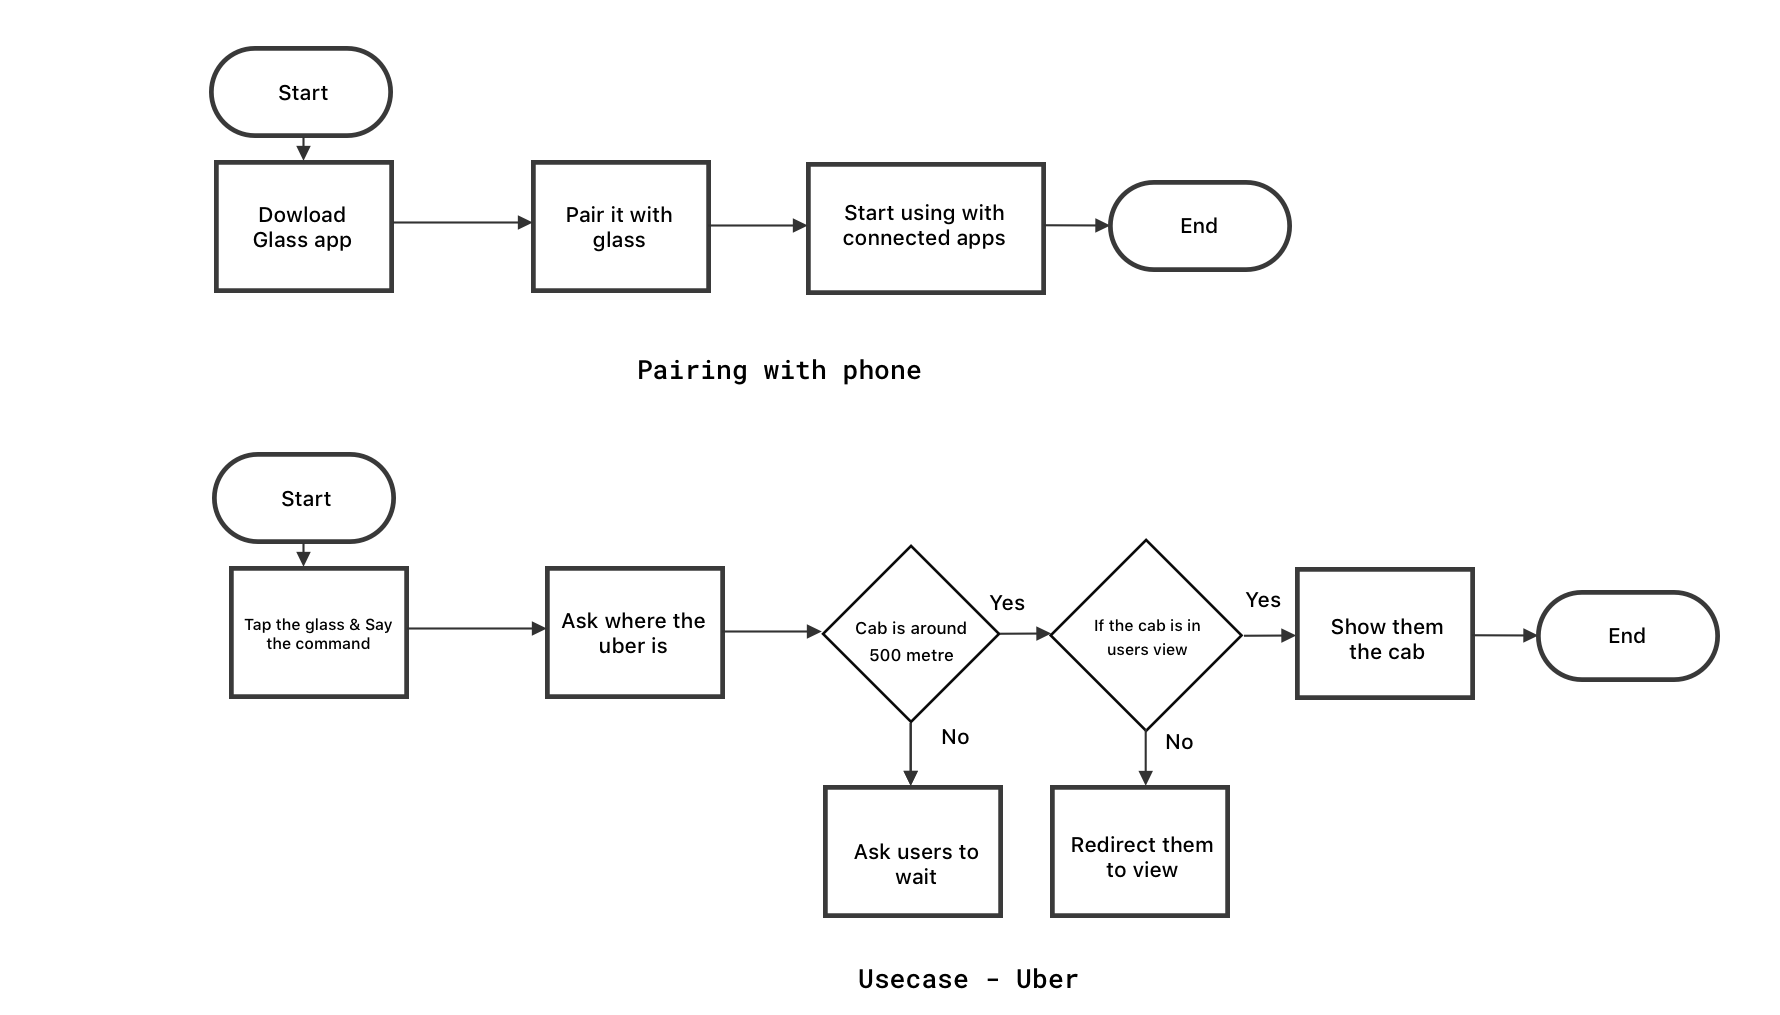 Start
Dowload
Glass app
Pair it with
glass
Start using with
connected apps
End
Pairing with phone
Start
Tap the glass & Say
the command
Ask where the
uber is
Cab is around
500 metre
Yes
No
If the cab is in
users view
Yes
No
Show them
the cab
End
Ask users to
wait
Redirect them
to view
Usecase - Uber